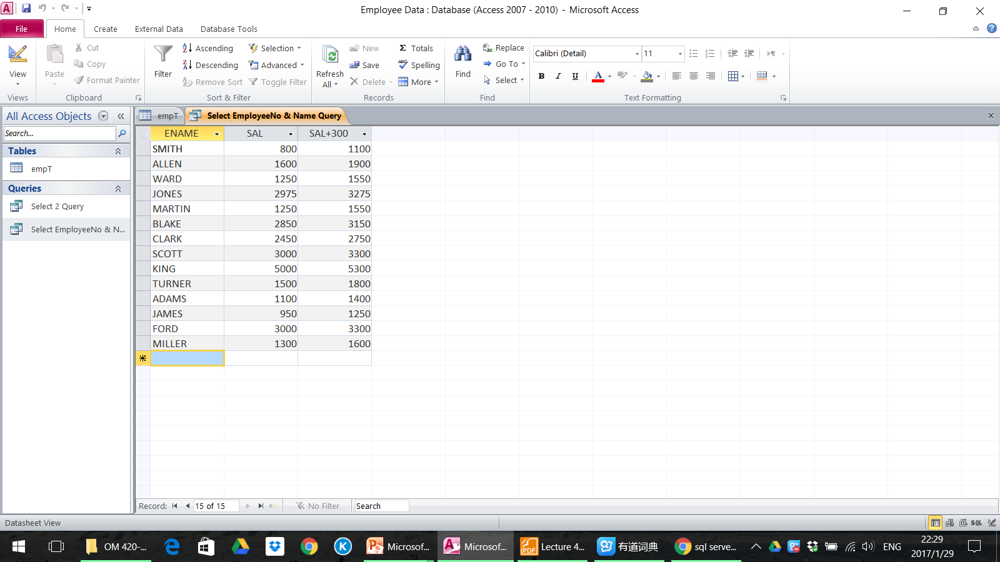 Employee Data : Database (Access 2007 - 2010) - Microsoft Access
File Home Create External Data Database Tools
View
Views
Paste
Cut
Copy
Format Painter
Clipboard
Filter
Ascending
Descending
Remove Sort
Selection
Advanced
Toggle Filter
Sort & Filter
Refresh
All
New
Save
Delete
Totals
Spelling
More
Records
Find
Replace
Go To
Select
Find
Calibri (Detail) 11
B I U A
Text Formatting
All Access Objects
Search...
Tables
empT
Queries
Select 2 Query
Select EmployeeNo & N...
empT Select EmployeeNo & Name Query
ENAME SAL SAL+300
SMITH 800 1100
ALLEN 1600 1900
WARD 1250 1550
JONES 2975 3275
MARTIN 1250 1550
BLAKE 2850 3150
CLARK 2450 2750
SCOTT 3000 3300
KING 5000 5300
TURNER 1500 1800
ADAMS 1100 1400
JAMES 950 1250
FORD 3000 3300
MILLER 1300 1600
Record: 15 of 15 No Filter Search
Datasheet View SQL
OM 420-... Microsof... Microsof... Lecture 4... 有道词典 sql serve... ENG
22:29
2017/1/29